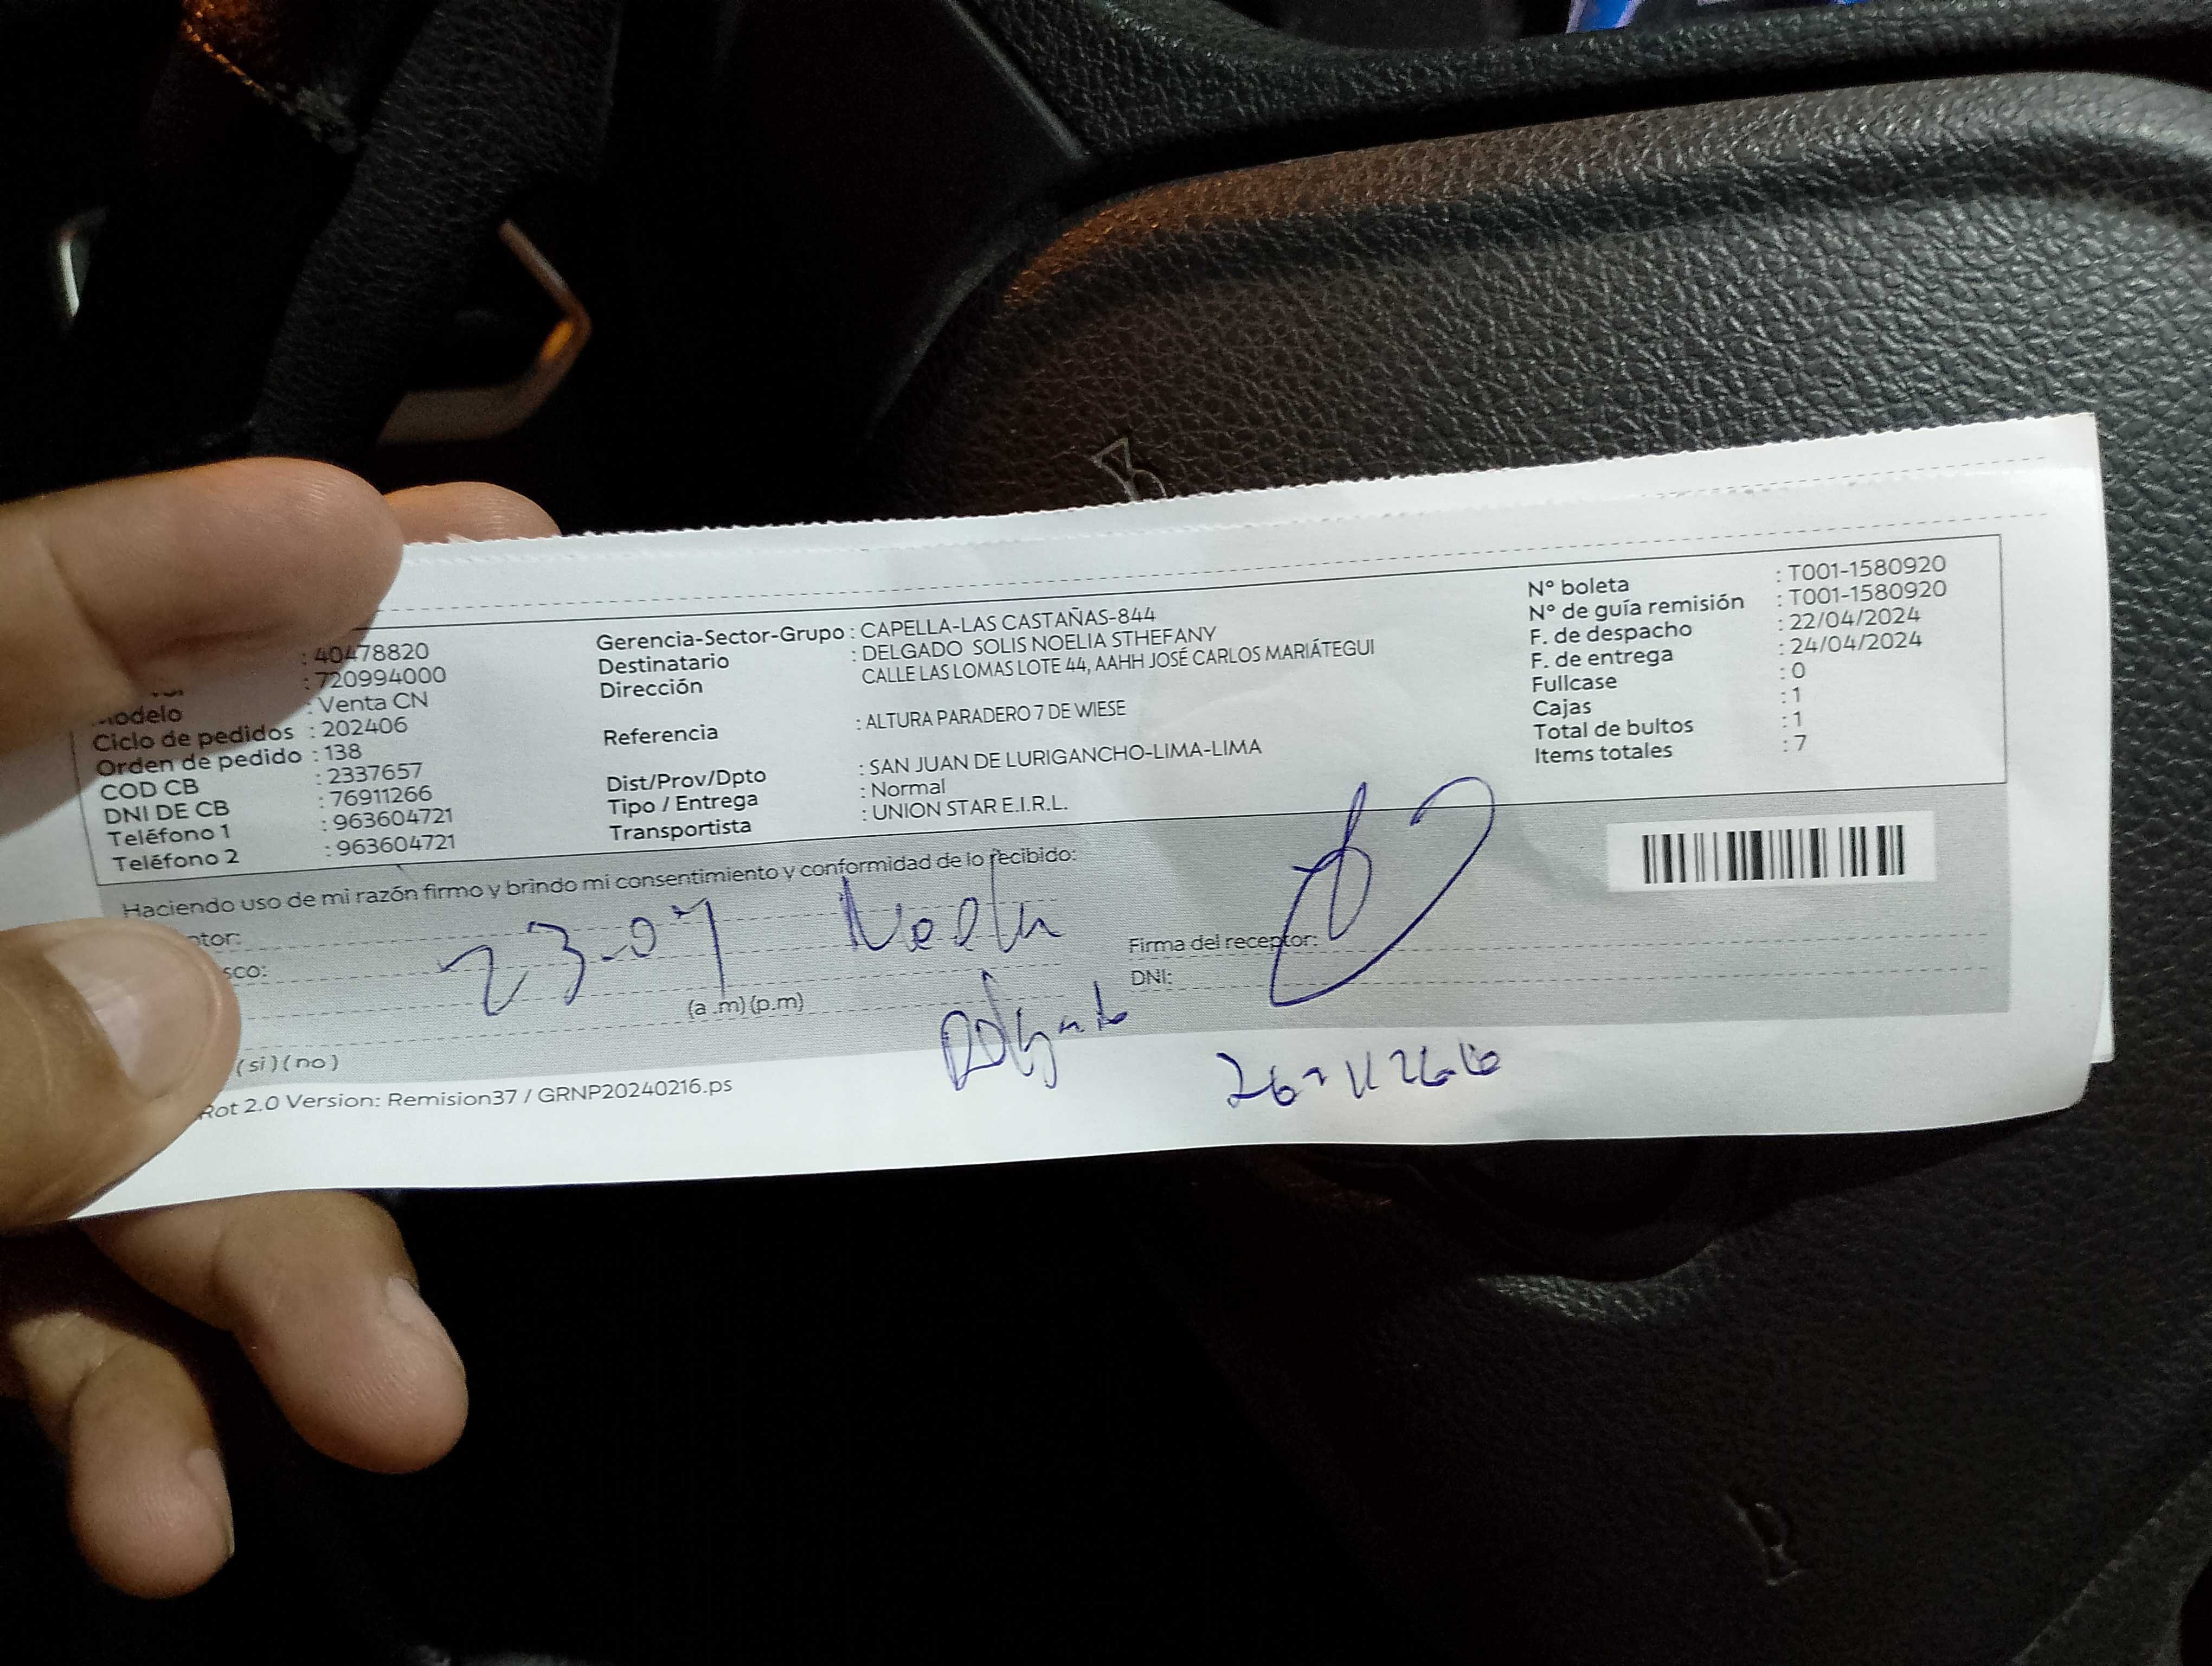 : 40478820
: 720994000
Modelo : Venta CN
Ciclo de pedidos : 202406
Orden de pedido : 138
COD CB : 2337657
DNI DE CB : 76911266
Teléfono 1 : 963604721
Teléfono 2 : 963604721
Gerencia-Sector-Grupo : CAPELLA-LAS CASTAÑAS-844
Destinatario : DELGADO SOLIS NOELIA STHEFANY
Dirección CALLE LAS LOMAS LOTE 44, AAHH JOSÉ CARLOS MARIÁTEGUI
Referencia : ALTURA PARADERO 7 DE WIESE
Dist/Prov/Dpto : SAN JUAN DE LURIGANCHO-LIMA-LIMA
Tipo / Entrega : Normal
Transportista : UNION STAR E.I.R.L.
N° boleta : T001-1580920
N° de guía remisión : T001-1580920
F. de despacho : 22/04/2024
F. de entrega : 24/04/2024
Fullcase : 0
Cajas : 1
Total de bultos : 1
Items totales : 7
Haciendo uso de mi razón firmo y brindo mi consentimiento y conformidad de lo recibido:
ptor:
sco:
23-04
(a.m) (p.m)
Firma del receptor:
DNI:
(si) (no)
Rot 2.0 Version: Remision37 / GRNP20240216.ps